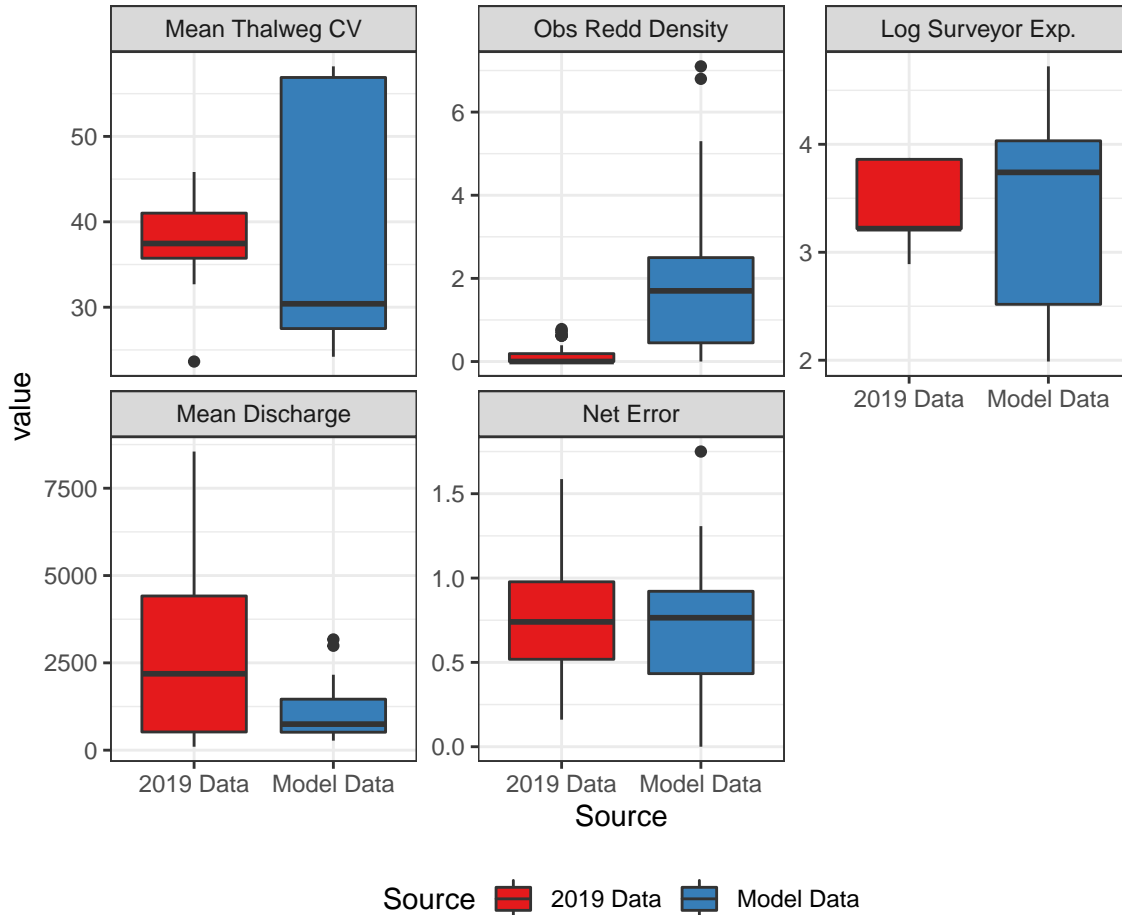 Mean Thalweg CV
Obs Redd Density
Log Surveyor Exp.
50
40
30
6
4
2
0
4
3
2
2019 Data Model Data
value
Mean Discharge
Net Error
7500
5000
2500
0
1.5
1.0
0.5
0.0
2019 Data Model Data
2019 Data Model Data
Source
Source 2019 Data Model Data